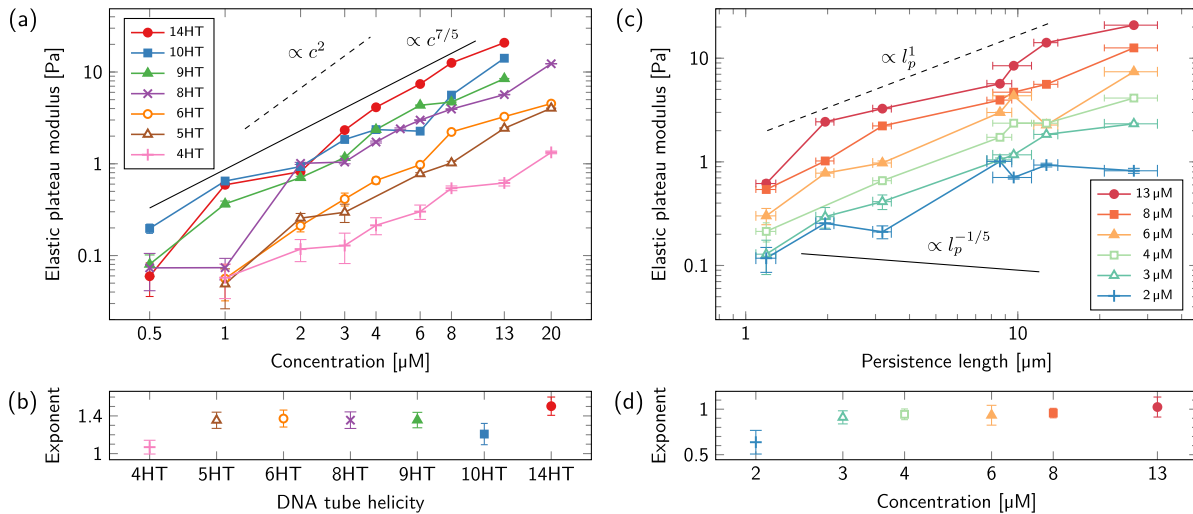 (a)
Elastic plateau modulus [Pa]
10
1
0.1
14HT
10HT
9HT
8HT
6HT
5HT
4HT
∝ c^2
∝ c^{7/5}
0.5 1 2 3 4 6 8 13 20
Concentration [µM]
(b)
Exponent
1.4
1
4HT 5HT 6HT 8HT 9HT 10HT 14HT
DNA tube helicity
(c)
Elastic plateau modulus [Pa]
10
1
0.1
∝ l_p^1
∝ l_p^{-1/5}
13 µM
8 µM
6 µM
4 µM
3 µM
2 µM
1 10
Persistence length [µm]
(d)
Exponent
1
0.5
2 3 4 6 8 13
Concentration [µM]